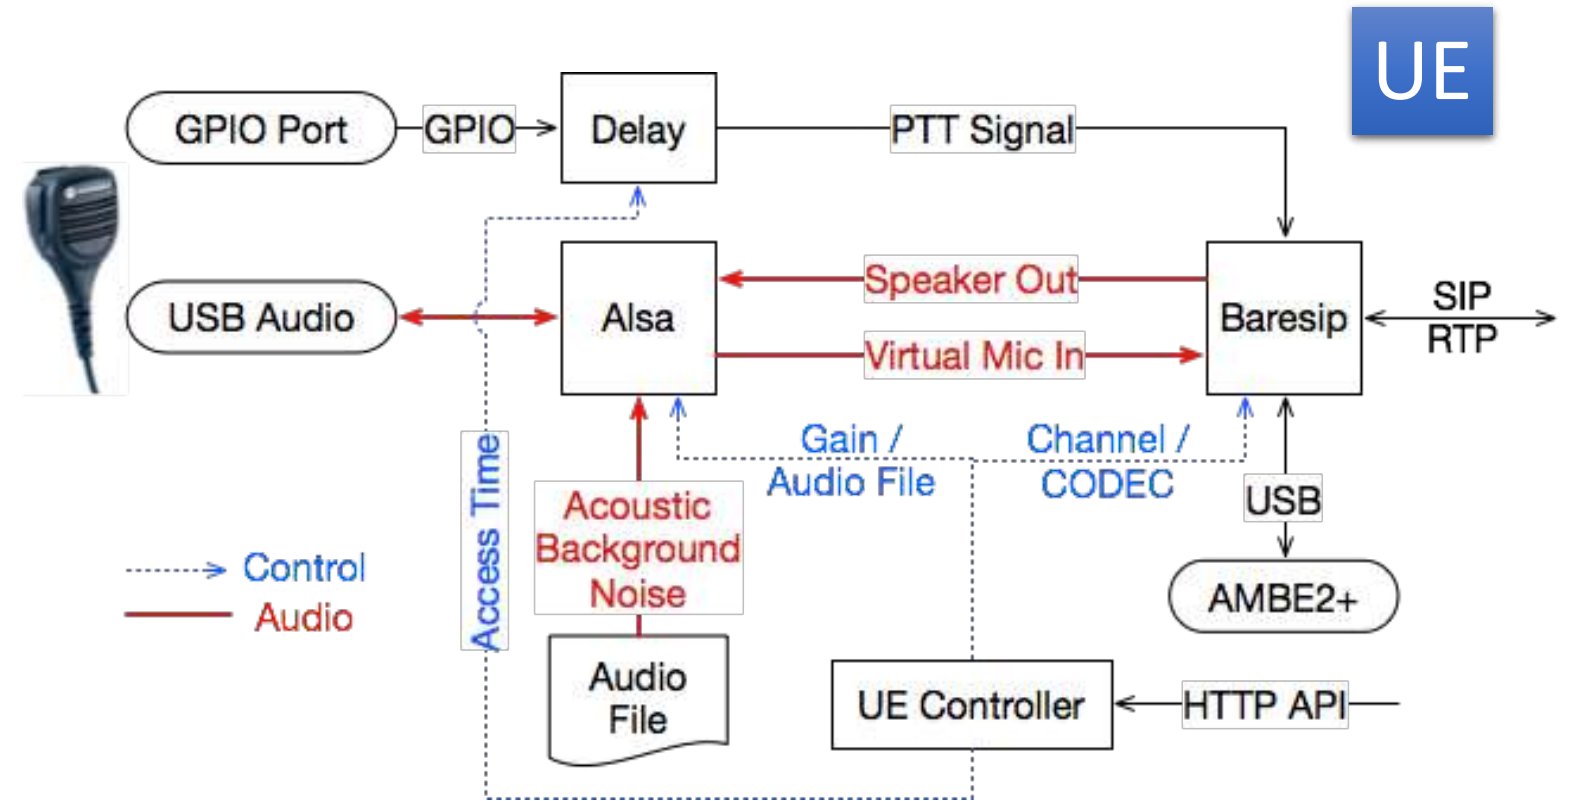 UE
GPIO Port
GPIO
Delay
PTT Signal
USB Audio
Alsa
Speaker Out
Virtual Mic In
Baresip
SIP
RTP
Gain /
Audio File
Channel /
CODEC
USB
AMBE2+
Access Time
Acoustic
Background
Noise
Control
Audio
Audio
File
UE Controller
HTTP API